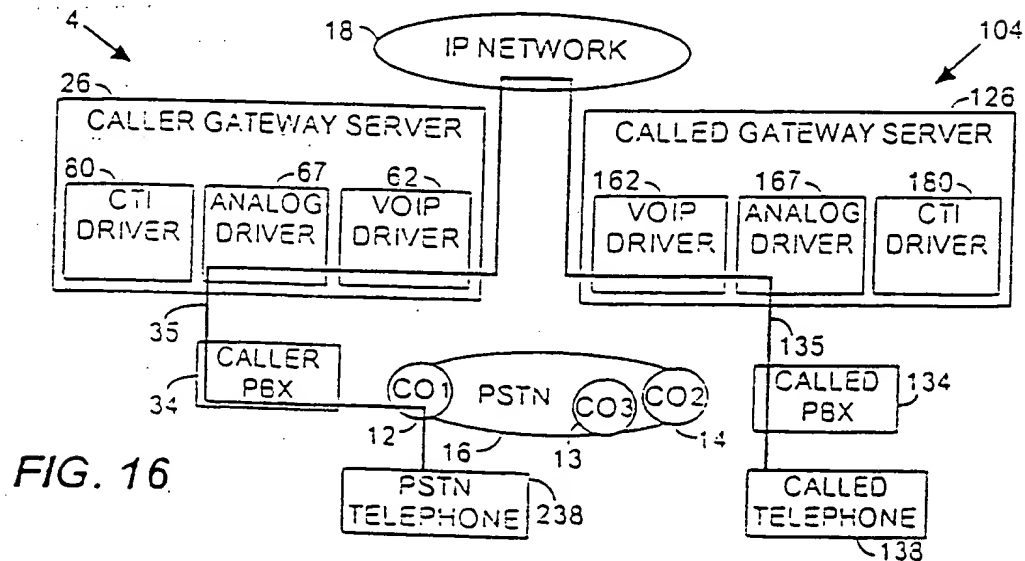 4
18
IP NETWORK
104
26
126
CALLER GATEWAY SERVER
CALLED GATEWAY SERVER
80
67
62
162
167
180
CTI DRIVER
ANALOG DRIVER
VOIP DRIVER
VOIP DRIVER
ANALOG DRIVER
CTI DRIVER
35
135
CALLER PBX
34
CO1
PSTN
CO3
CO2
CALLED PBX
134
12
16
13
14
FIG. 16
PSTN TELEPHONE
238
CALLED TELEPHONE
138